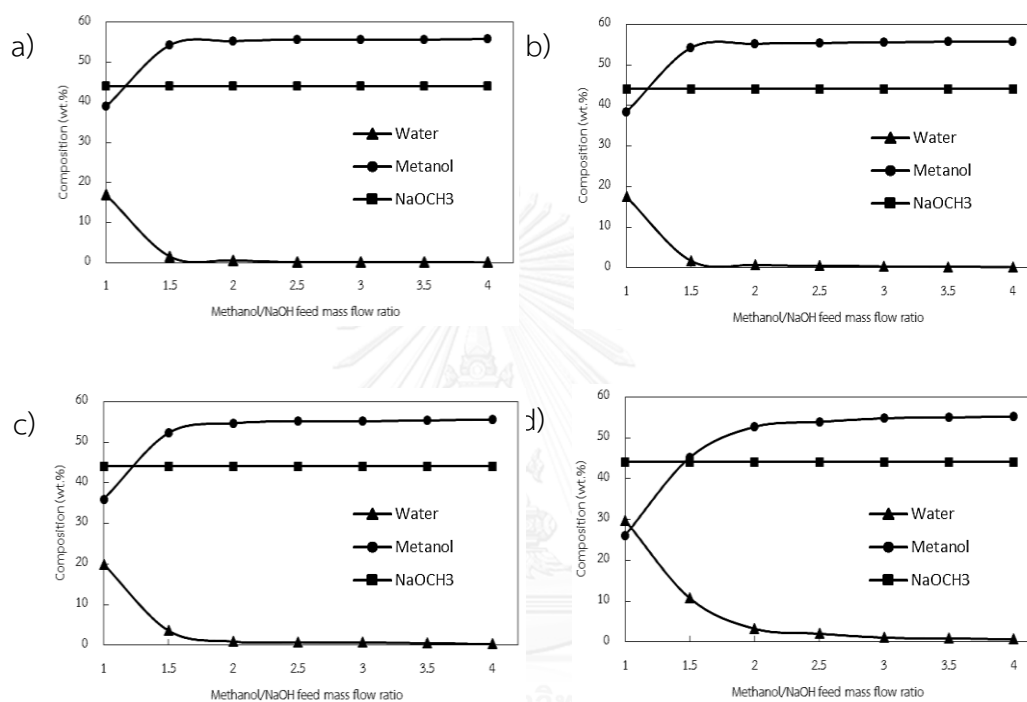 a)
Composition (wt.%)
60
50
40
30
20
10
0
Water
Metanol
NaOCH3
1 1.5 2 2.5 3 3.5 4
Methanol/NaOH feed mass flow ratio
b)
Composition (wt.%)
60
50
40
30
20
10
0
Water
Metanol
NaOCH3
1 1.5 2 2.5 3 3.5 4
Methanol/NaOH feed mass flow ratio
c)
Composition (wt.%)
60
50
40
30
20
10
0
Water
Metanol
NaOCH3
1 1.5 2 2.5 3 3.5 4
Methanol/NaOH feed mass flow ratio
d)
Composition (wt.%)
60
50
40
30
20
10
0
Water
Metanol
NaOCH3
1 1.5 2 2.5 3 3.5 4
Methanol/NaOH feed mass flow ratio